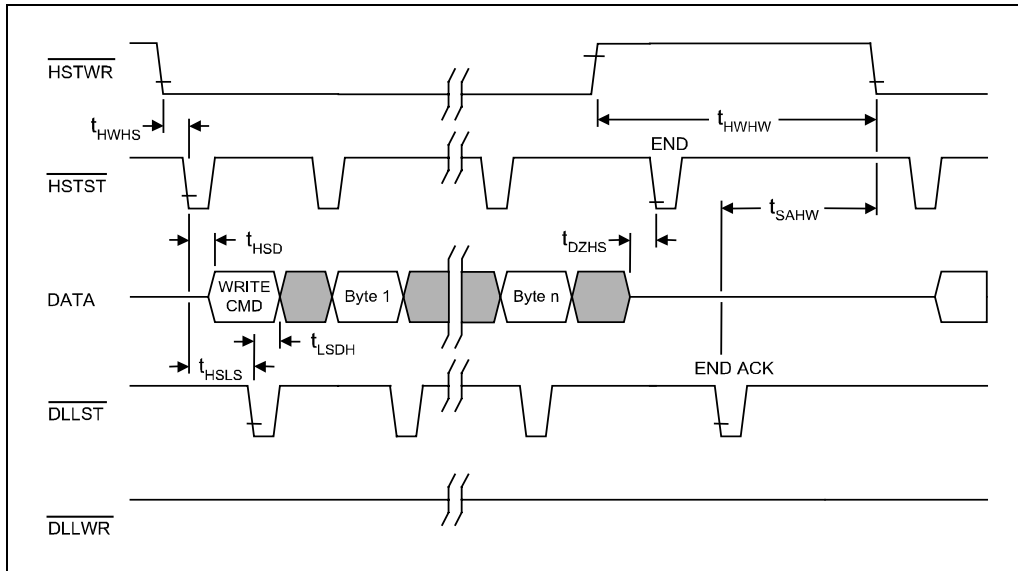 HSTWR
tHWHS
tHWHW
END
HSTST
tSAHW
tHSD
tDZHS
DATA
WRITE
CMD
Byte 1
Byte n
tLSDH
tHSLS
END ACK
DLLST
DLLWR